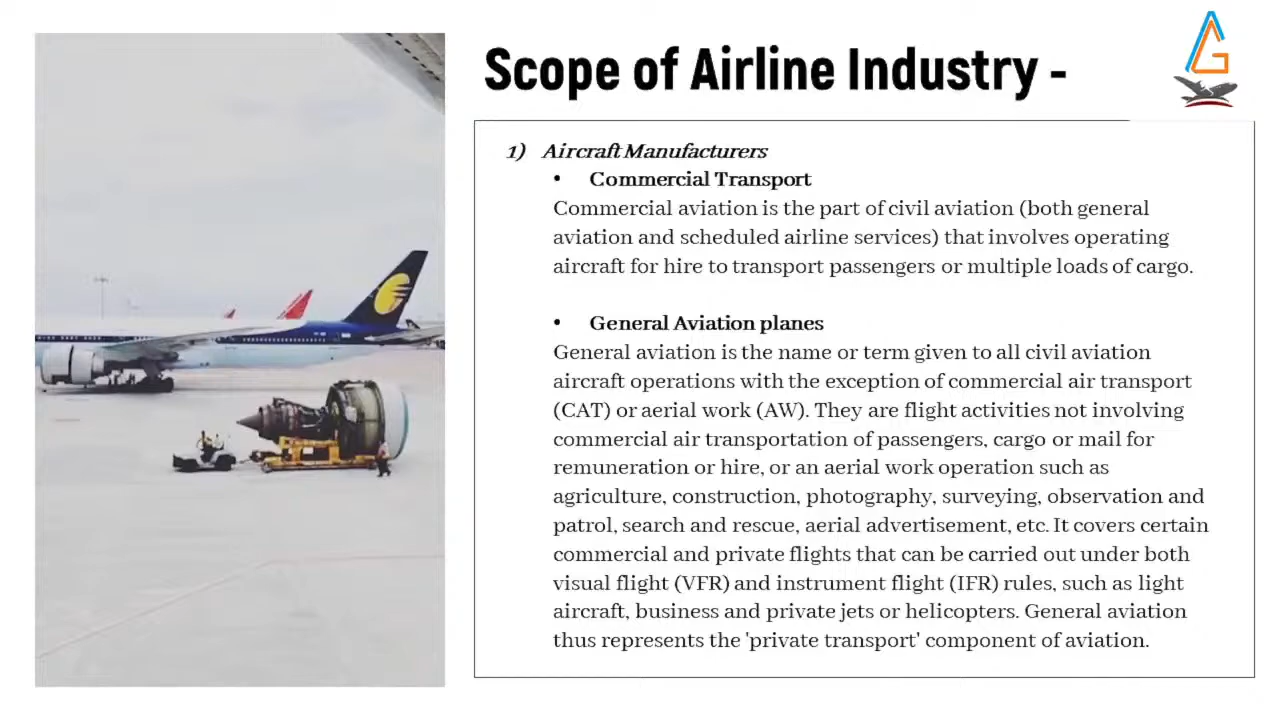 Scope of Airline Industry -
1) Aircraft Manufacturers
• Commercial Transport
Commercial aviation is the part of civil aviation (both general
aviation and scheduled airline services) that involves operating
aircraft for hire to transport passengers or multiple loads of cargo.
• General Aviation planes
General aviation is the name or term given to all civil aviation
aircraft operations with the exception of commercial air transport
(CAT) or aerial work (AW). They are flight activities not involving
commercial air transportation of passengers, cargo or mail for
remuneration or hire, or an aerial work operation such as
agriculture, construction, photography, surveying, observation and
patrol, search and rescue, aerial advertisement, etc. It covers certain
commercial and private flights that can be carried out under both
visual flight (VFR) and instrument flight (IFR) rules, such as light
aircraft, business and private jets or helicopters. General aviation
thus represents the 'private transport' component of aviation.